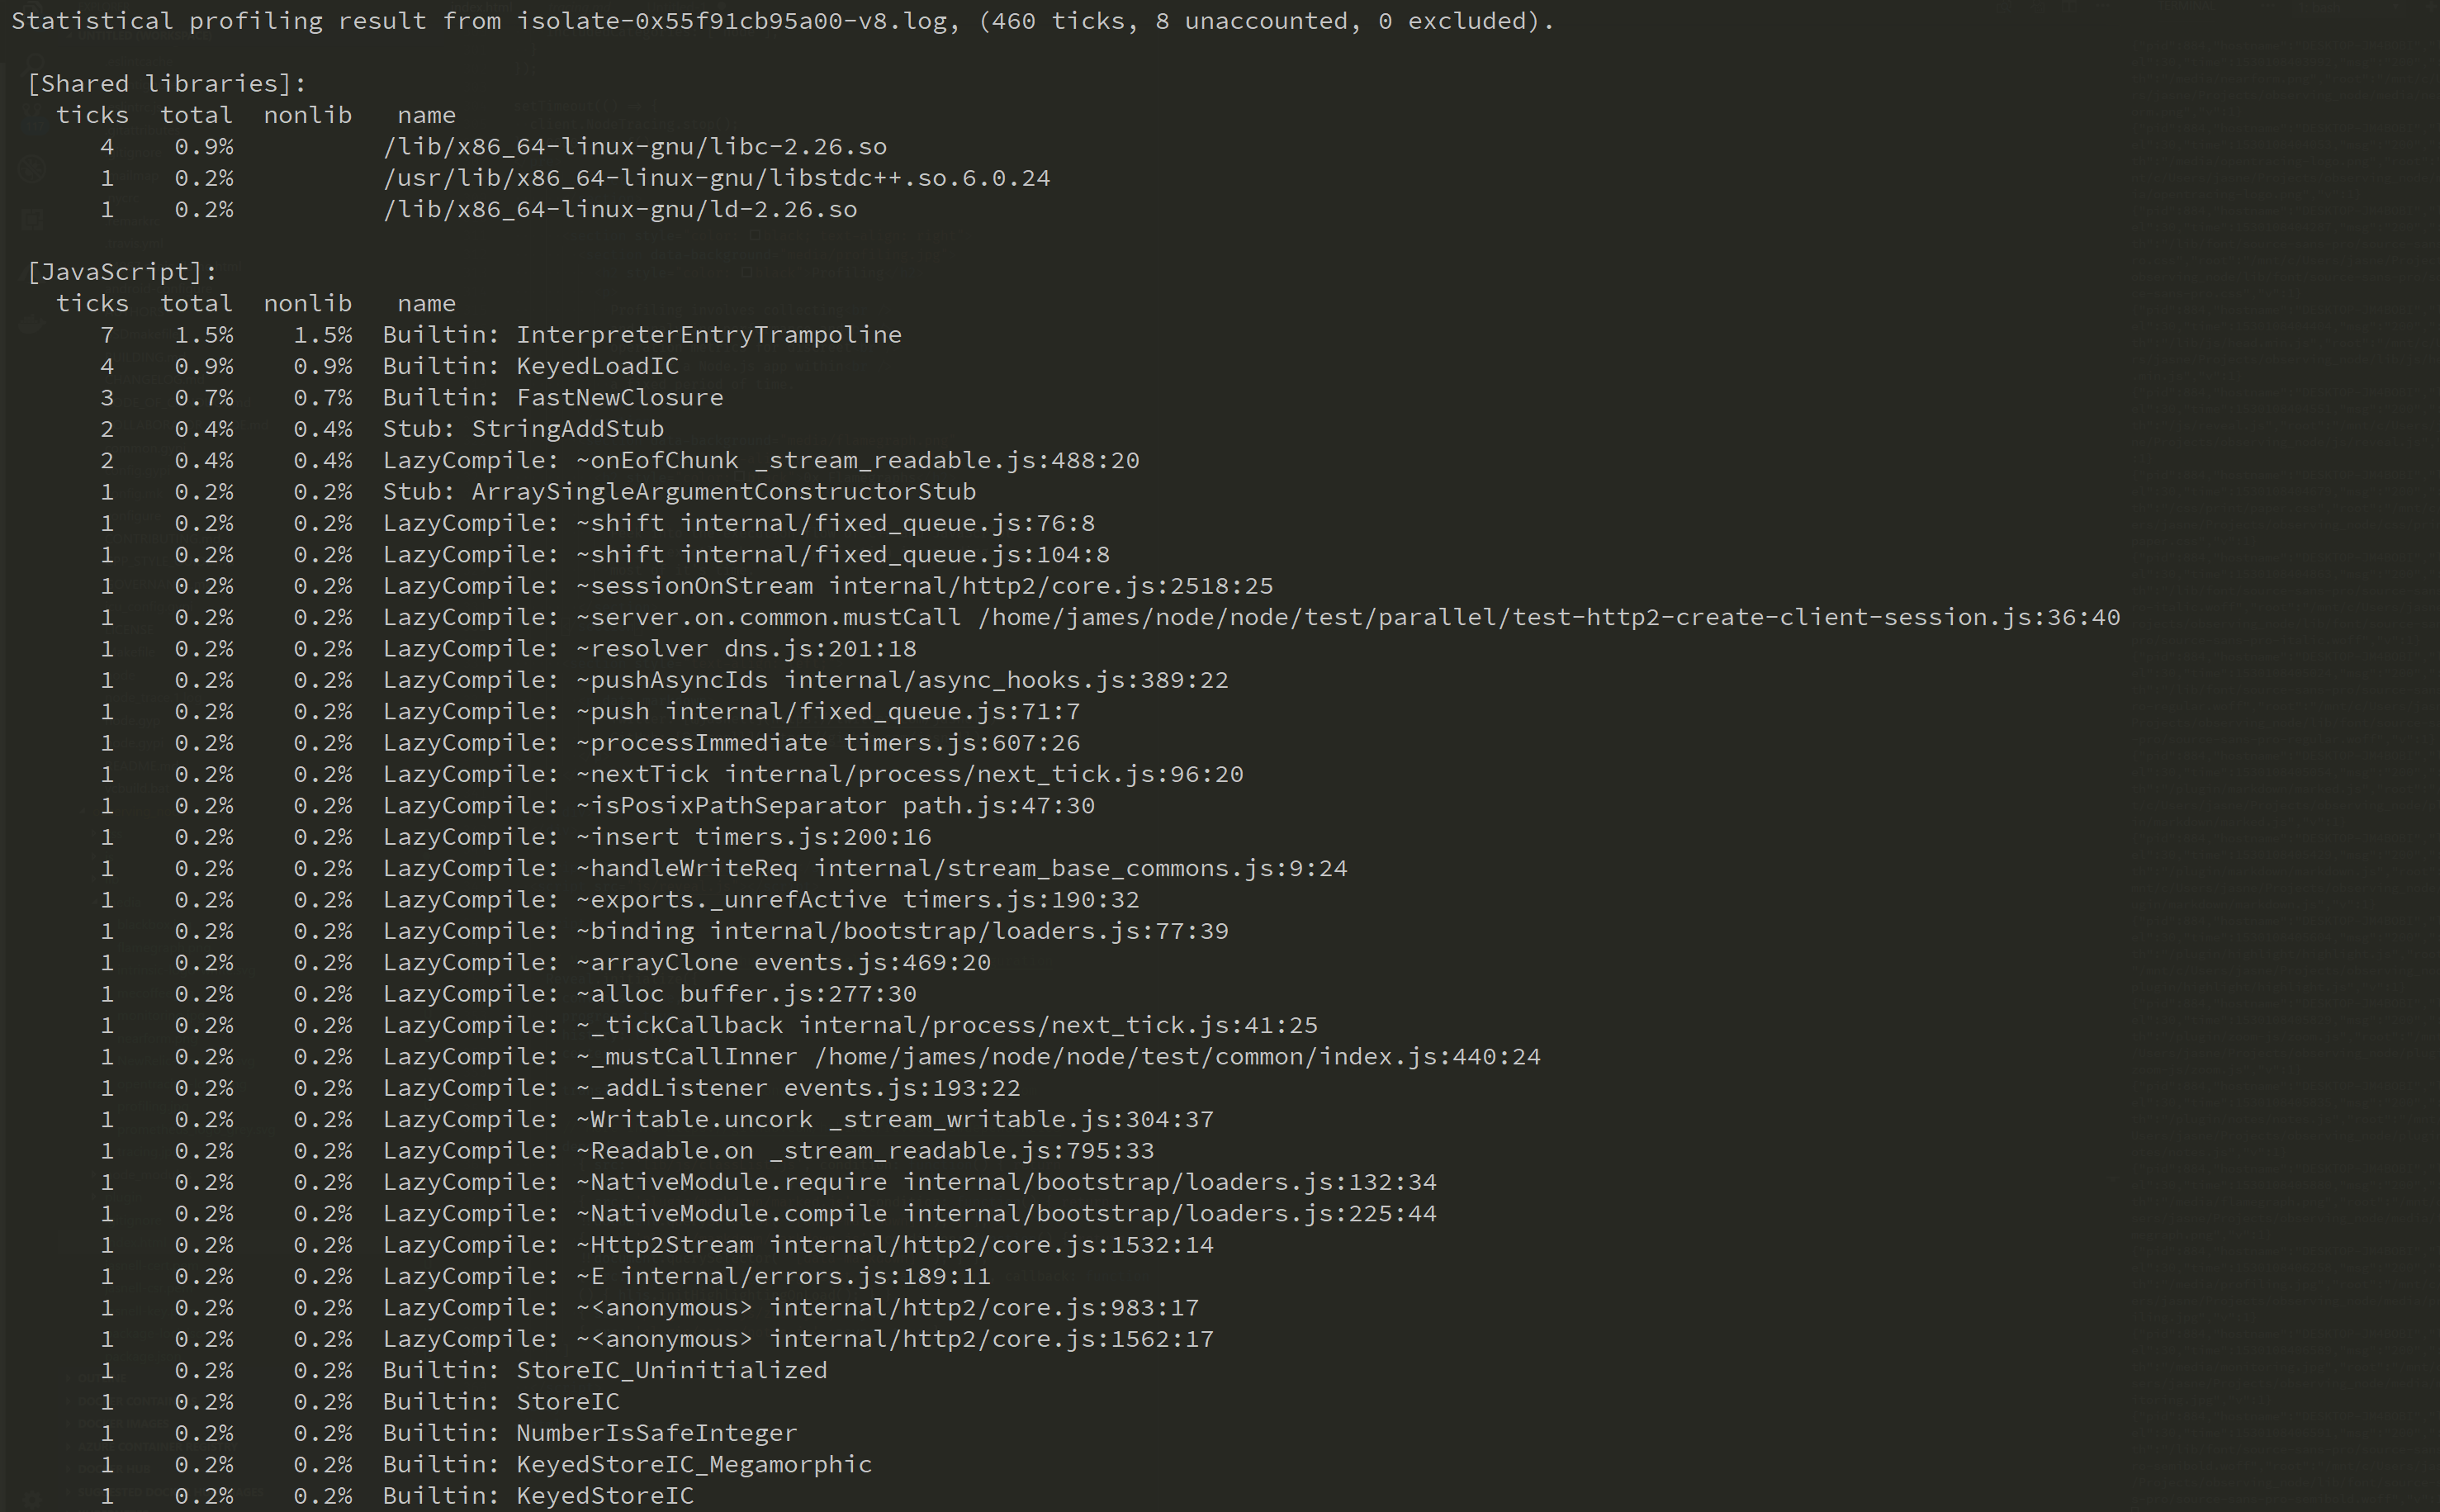 Statistical profiling result from isolate-0x55f91cb95a00-v8.log, (460 ticks, 8 unaccounted, 0 excluded).
[Shared libraries]:
ticks total nonlib name
4 0.9% /lib/x86_64-linux-gnu/libc-2.26.so
1 0.2% /usr/lib/x86_64-linux-gnu/libstdc++.so.6.0.24
1 0.2% /lib/x86_64-linux-gnu/ld-2.26.so
[JavaScript]:
ticks total nonlib name
7 1.5% 1.5% Builtin: InterpreterEntryTrampoline
4 0.9% 0.9% Builtin: KeyedLoadIC
3 0.7% 0.7% Builtin: FastNewClosure
2 0.4% 0.4% Stub: StringAddStub
2 0.4% 0.4% LazyCompile: ~onEofChunk _stream_readable.js:488:20
1 0.2% 0.2% Stub: ArraySingleArgumentConstructorStub
1 0.2% 0.2% LazyCompile: ~shift internal/fixed_queue.js:76:8
1 0.2% 0.2% LazyCompile: ~shift internal/fixed_queue.js:104:8
1 0.2% 0.2% LazyCompile: ~sessionOnStream internal/http2/core.js:2518:25
1 0.2% 0.2% LazyCompile: ~server.on.common.mustCall /home/james/node/node/test/parallel/test-http2-create-client-session.js:36:40
1 0.2% 0.2% LazyCompile: ~resolver dns.js:201:18
1 0.2% 0.2% LazyCompile: ~pushAsyncIds internal/async_hooks.js:389:22
1 0.2% 0.2% LazyCompile: ~push internal/fixed_queue.js:71:7
1 0.2% 0.2% LazyCompile: ~processImmediate timers.js:607:26
1 0.2% 0.2% LazyCompile: ~nextTick internal/process/next_tick.js:96:20
1 0.2% 0.2% LazyCompile: ~isPosixPathSeparator path.js:47:30
1 0.2% 0.2% LazyCompile: ~insert timers.js:200:16
1 0.2% 0.2% LazyCompile: ~handleWriteReq internal/stream_base_commons.js:9:24
1 0.2% 0.2% LazyCompile: ~exports._unrefActive timers.js:190:32
1 0.2% 0.2% LazyCompile: ~binding internal/bootstrap/loaders.js:77:39
1 0.2% 0.2% LazyCompile: ~arrayClone events.js:469:20
1 0.2% 0.2% LazyCompile: ~alloc buffer.js:277:30
1 0.2% 0.2% LazyCompile: ~_tickCallback internal/process/next_tick.js:41:25
1 0.2% 0.2% LazyCompile: ~_mustCallInner /home/james/node/node/test/common/index.js:440:24
1 0.2% 0.2% LazyCompile: ~_addListener events.js:193:22
1 0.2% 0.2% LazyCompile: ~Writable.uncork _stream_writable.js:304:37
1 0.2% 0.2% LazyCompile: ~Readable.on _stream_readable.js:795:33
1 0.2% 0.2% LazyCompile: ~NativeModule.require internal/bootstrap/loaders.js:132:34
1 0.2% 0.2% LazyCompile: ~NativeModule.compile internal/bootstrap/loaders.js:225:44
1 0.2% 0.2% LazyCompile: ~Http2Stream internal/http2/core.js:1532:14
1 0.2% 0.2% LazyCompile: ~E internal/errors.js:189:11
1 0.2% 0.2% LazyCompile: ~<anonymous> internal/http2/core.js:983:17
1 0.2% 0.2% LazyCompile: ~<anonymous> internal/http2/core.js:1562:17
1 0.2% 0.2% Builtin: StoreIC_Uninitialized
1 0.2% 0.2% Builtin: StoreIC
1 0.2% 0.2% Builtin: NumberIsSafeInteger
1 0.2% 0.2% Builtin: KeyedStoreIC_Megamorphic
1 0.2% 0.2% Builtin: KeyedStoreIC